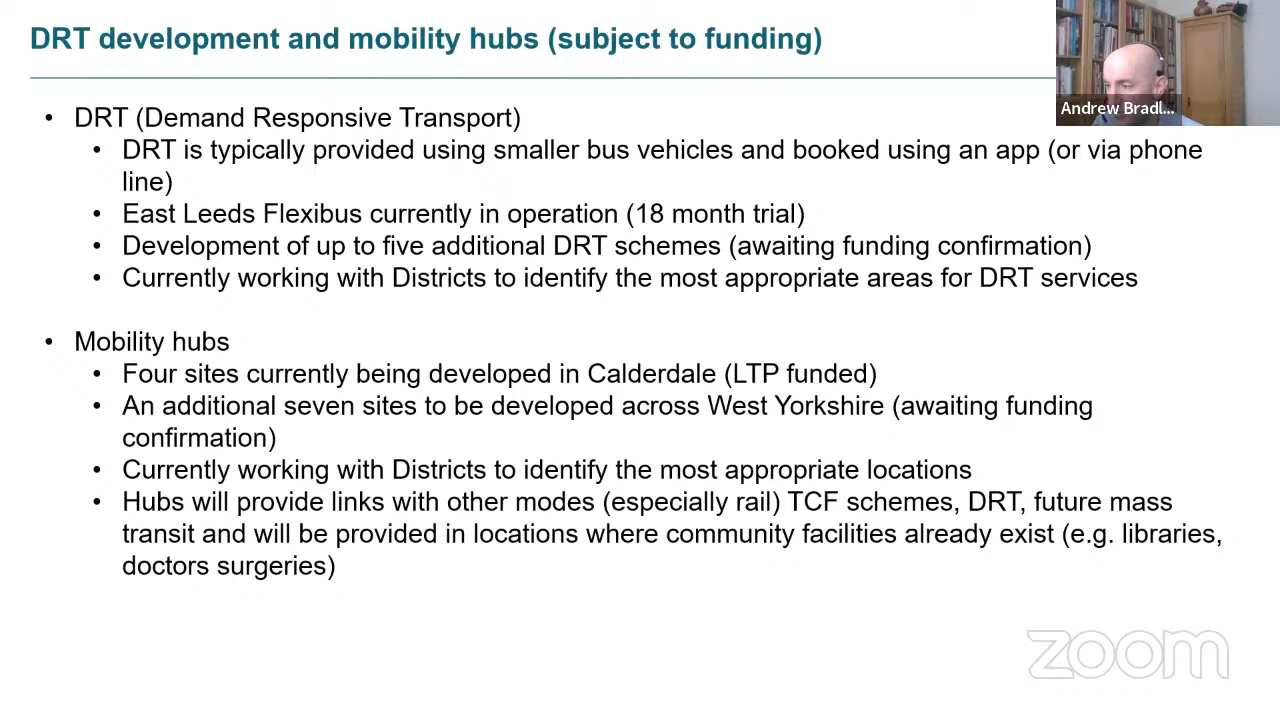 DRT development and mobility hubs (subject to funding)
Andrew Bradl...
• DRT (Demand Responsive Transport)
• DRT is typically provided using smaller bus vehicles and booked using an app (or via phone
line)
• East Leeds Flexibus currently in operation (18 month trial)
• Development of up to five additional DRT schemes (awaiting funding confirmation)
• Currently working with Districts to identify the most appropriate areas for DRT services
• Mobility hubs
• Four sites currently being developed in Calderdale (LTP funded)
• An additional seven sites to be developed across West Yorkshire (awaiting funding
confirmation)
• Currently working with Districts to identify the most appropriate locations
• Hubs will provide links with other modes (especially rail) TCF schemes, DRT, future mass
transit and will be provided in locations where community facilities already exist (e.g. libraries,
doctors surgeries)
zoom